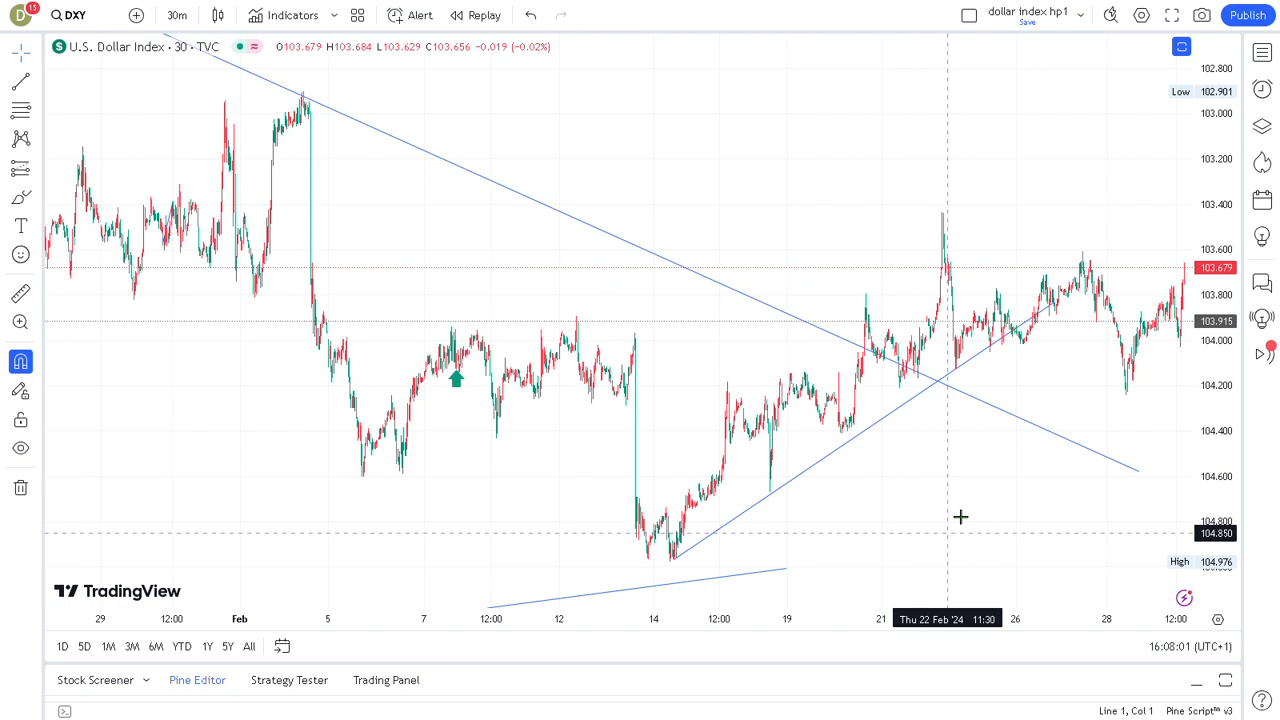 D 15 DXY 30m Indicators Alert Replay dollar index hp1 Save Publish
U.S. Dollar Index · 30 · TVC O103.679 H103.684 L103.629 C103.656 -0.019 (-0.02%)
102.800
Low 102.901
103.000
103.200
103.400
103.600
103.679
103.800
103.915
104.000
104.200
104.400
104.600
104.800
104.850
High 104.976
TradingView
29 12:00 Feb 5 7 12:00 12 14 12:00 19 21 Thu 22 Feb '24 11:30 26 28 12:00
1D 5D 1M 3M 6M YTD 1Y 5Y All 16:08:01 (UTC+1)
Stock Screener Pine Editor Strategy Tester Trading Panel
Line 1, Col 1 Pine Script™ v3